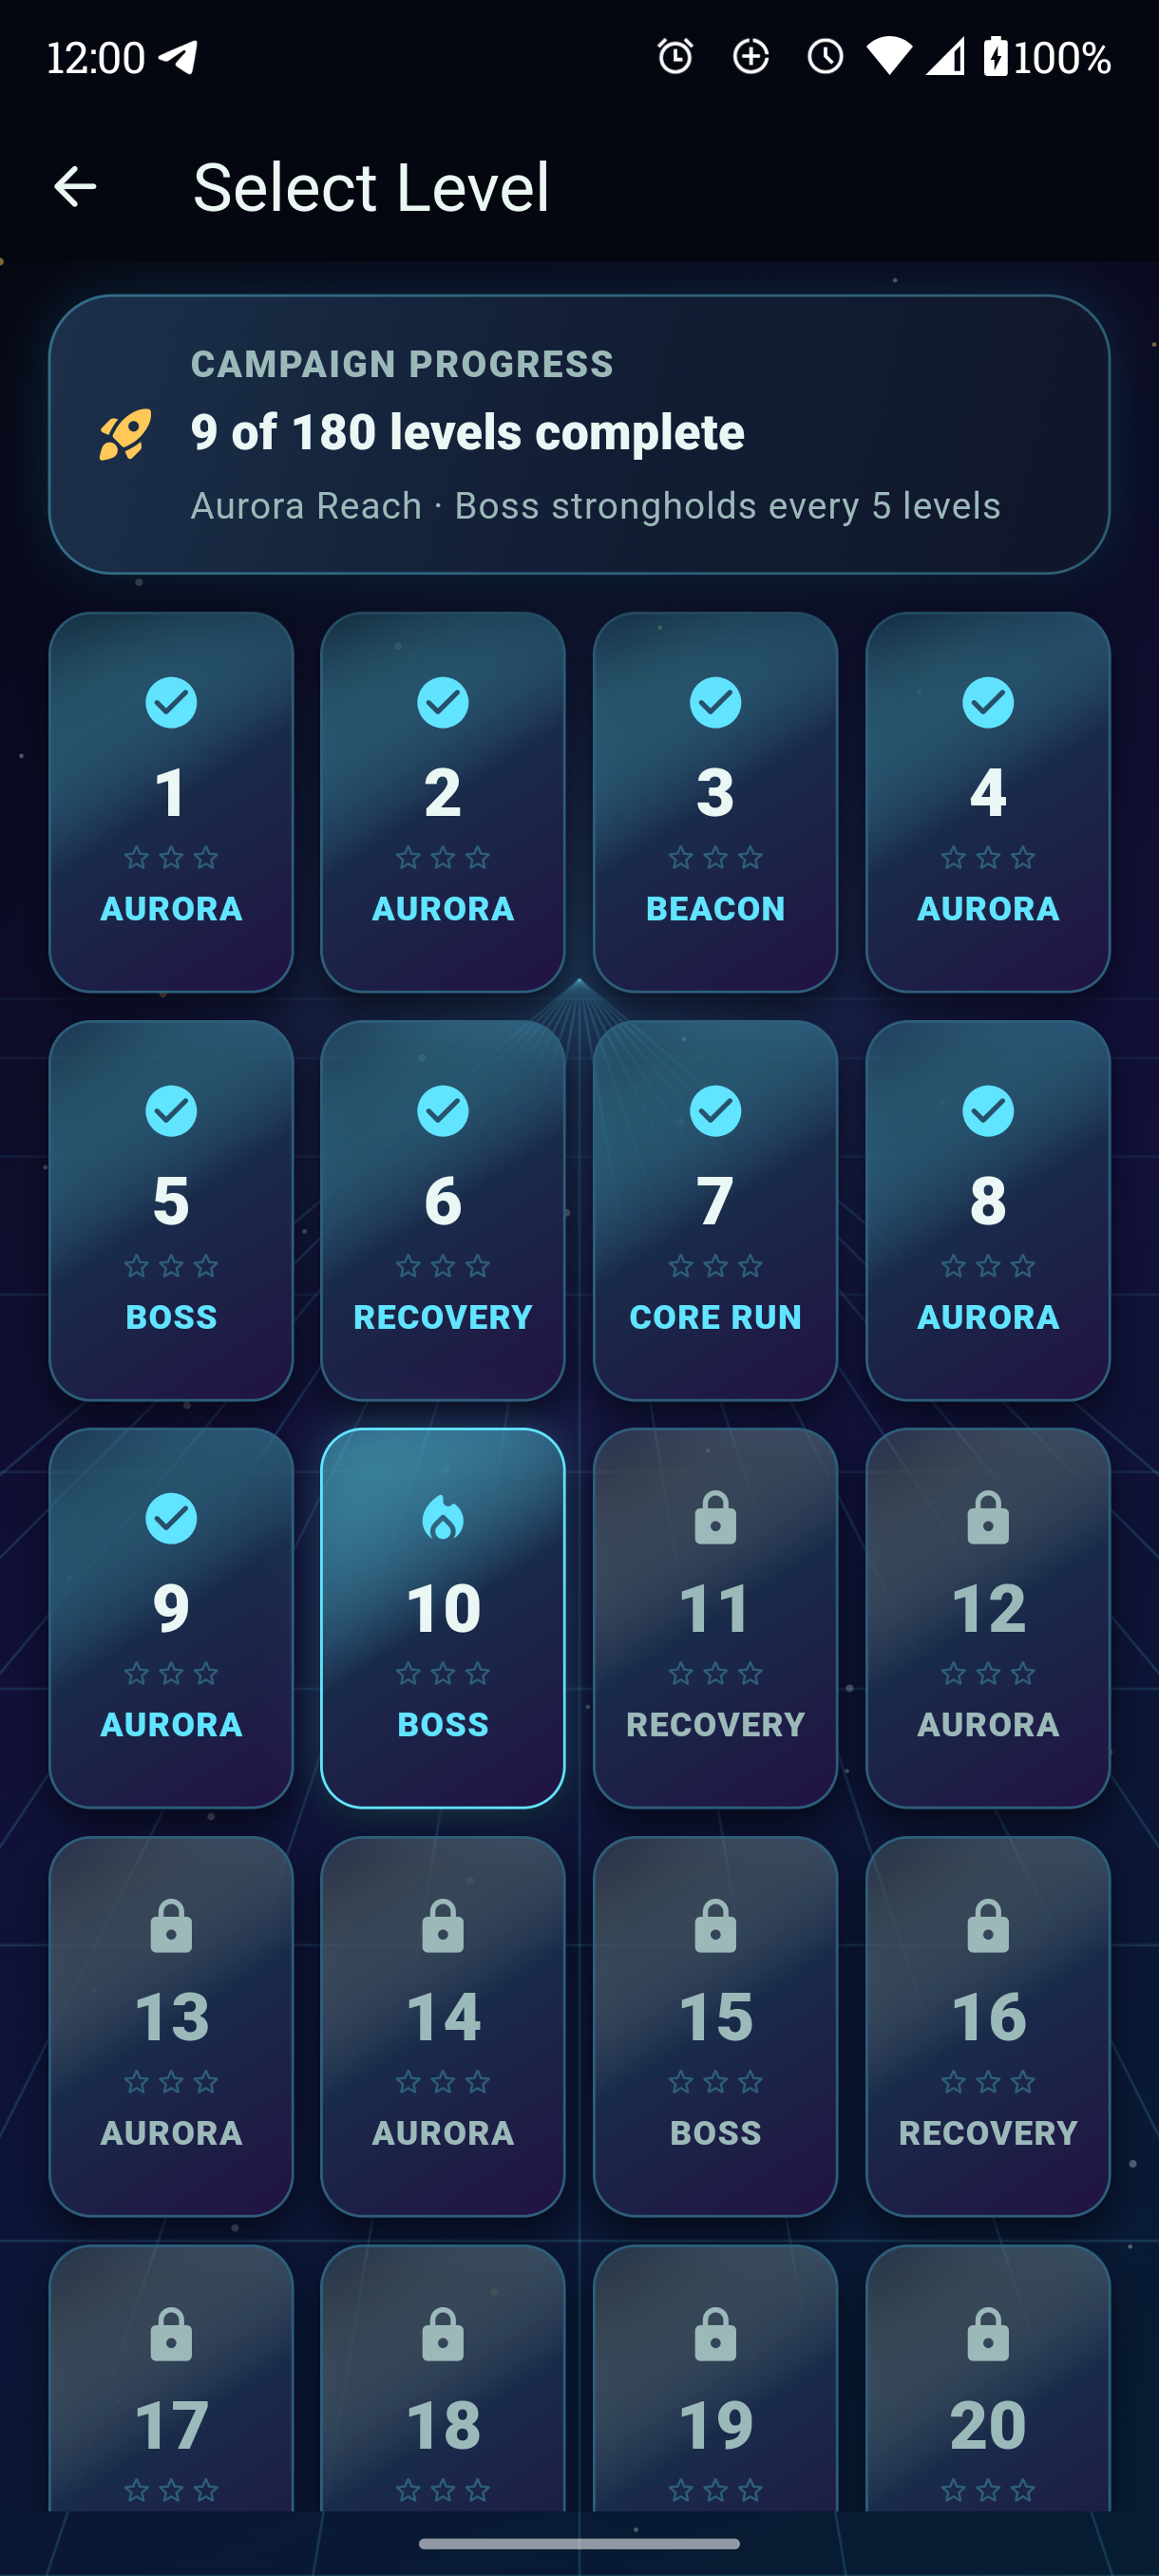 12:00
100%
Select Level
CAMPAIGN PROGRESS
9 of 180 levels complete
Aurora Reach · Boss strongholds every 5 levels
1
2
3
4
AURORA
AURORA
BEACON
AURORA
5
6
7
8
BOSS
RECOVERY
CORE RUN
AURORA
9
10
11
12
AURORA
BOSS
RECOVERY
AURORA
13
14
15
16
AURORA
AURORA
BOSS
RECOVERY
17
18
19
20